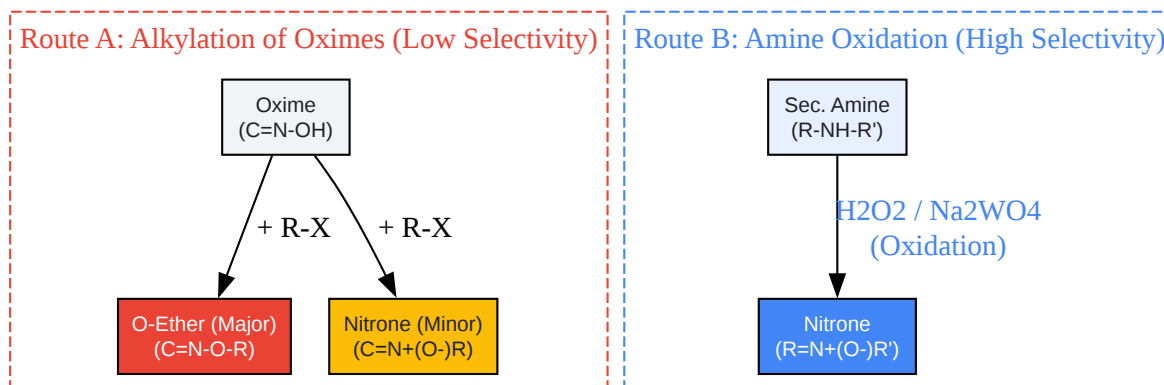 Route A: Alkylation of Oximes (Low Selectivity)
Oxime
(C=N-OH)
+ R-X
+ R-X
O-Ether (Major)
(C=N-O-R)
Nitrone (Minor)
(C=N+(O-)R)
Route B: Amine Oxidation (High Selectivity)
Sec. Amine
(R-NH-R')
H2O2 / Na2WO4
(Oxidation)
Nitrone
(R=N+(O-)R')